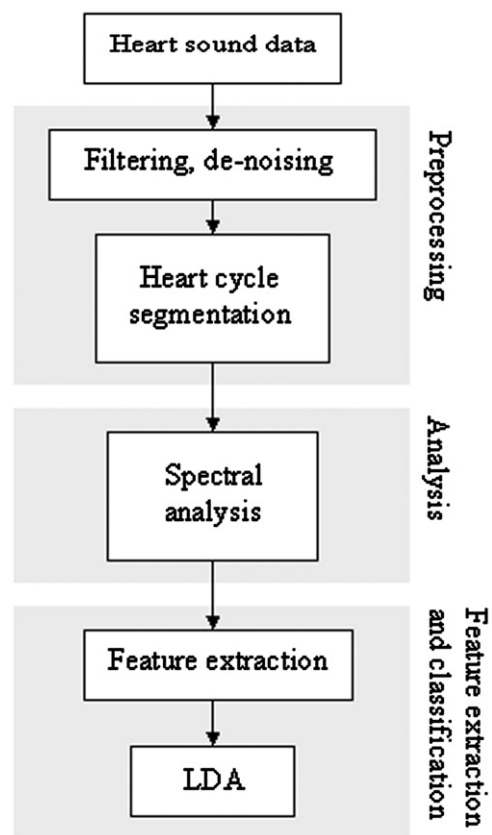 Heart sound data
Filtering, de-noising
Heart cycle
segmentation
Preprocessing
Spectral
analysis
Analysis
Feature extraction
LDA
Feature extraction
and classification